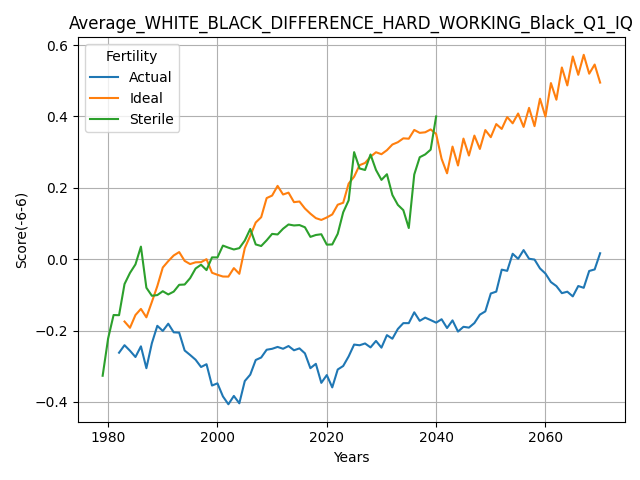 Average_WHITE_BLACK_DIFFERENCE_HARD_WORKING_Black_Q1_IQ
Fertility
Actual
Ideal
Sterile
Score(-6-6)
0.6
0.4
0.2
0.0
−0.2
−0.4
1980 2000 2020 2040 2060
Years